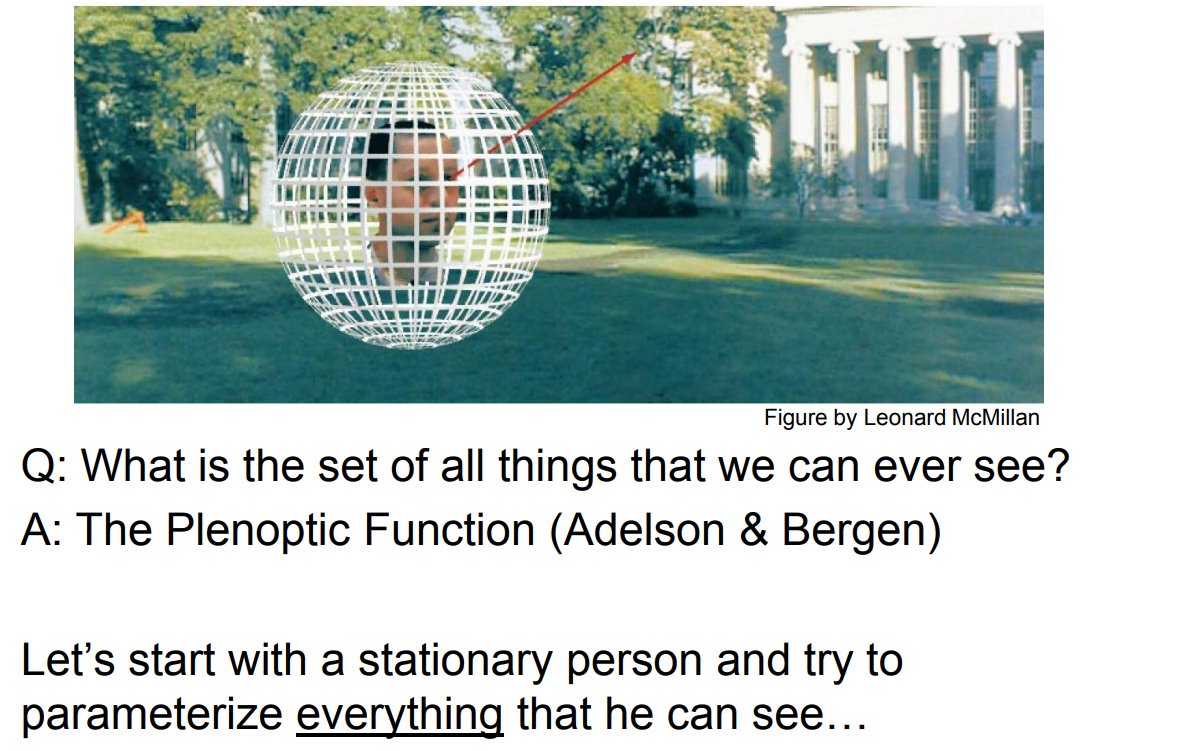 Figure by Leonard McMillan
Q: What is the set of all things that we can ever see?
A: The Plenoptic Function (Adelson & Bergen)
Let’s start with a stationary person and try to
parameterize everything that he can see…